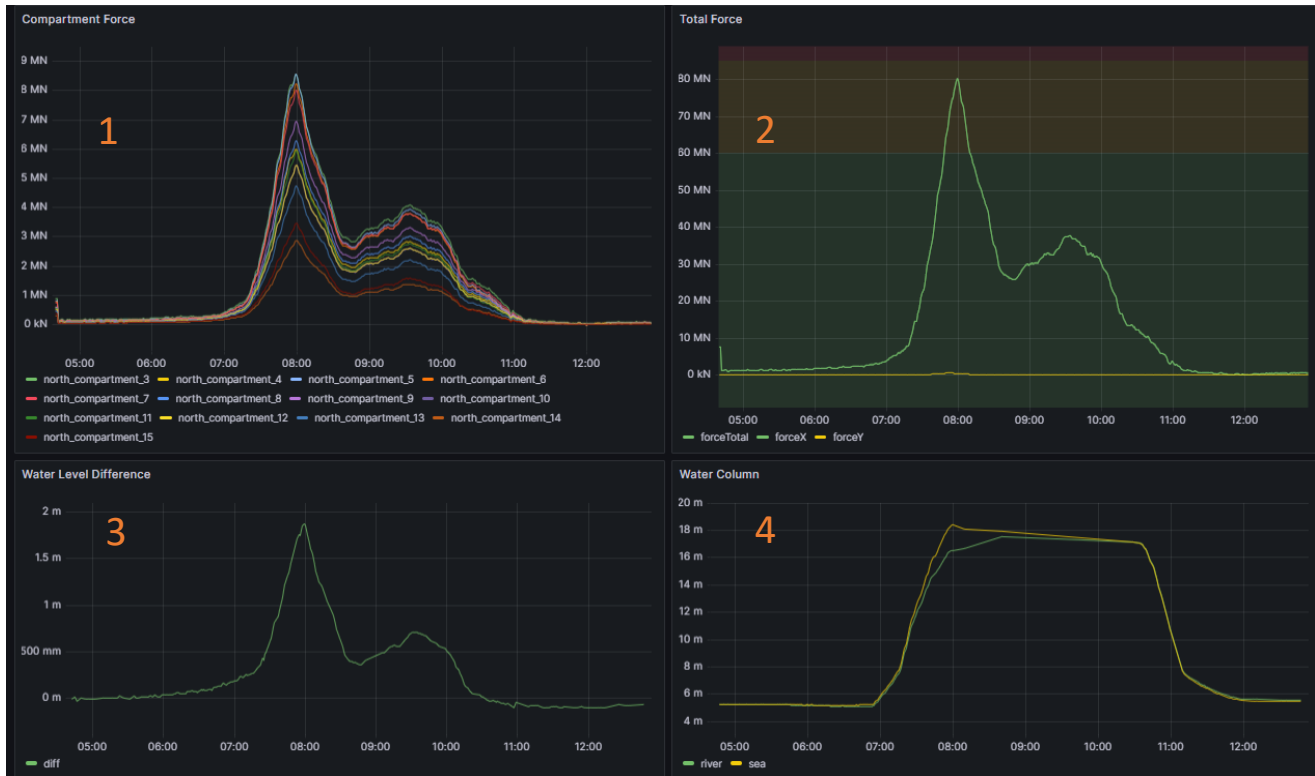 Compartment Force
9 MN
8 MN
7 MN
6 MN
5 MN
4 MN
3 MN
2 MN
1 MN
0 kN
1
05:00 06:00 07:00 08:00 09:00 10:00 11:00 12:00
north_compartment_3 north_compartment_4 north_compartment_5 north_compartment_6
north_compartment_7 north_compartment_8 north_compartment_9 north_compartment_10
north_compartment_11 north_compartment_12 north_compartment_13 north_compartment_14
north_compartment_15
Total Force
80 MN
70 MN
60 MN
50 MN
40 MN
30 MN
20 MN
10 MN
0 kN
2
05:00 06:00 07:00 08:00 09:00 10:00 11:00 12:00
forceTotal forceX forceY
Water Level Difference
2 m
1.5 m
1 m
500 mm
0 m
3
05:00 06:00 07:00 08:00 09:00 10:00 11:00 12:00
diff
Water Column
20 m
18 m
16 m
14 m
12 m
10 m
8 m
6 m
4 m
4
05:00 06:00 07:00 08:00 09:00 10:00 11:00 12:00
river sea